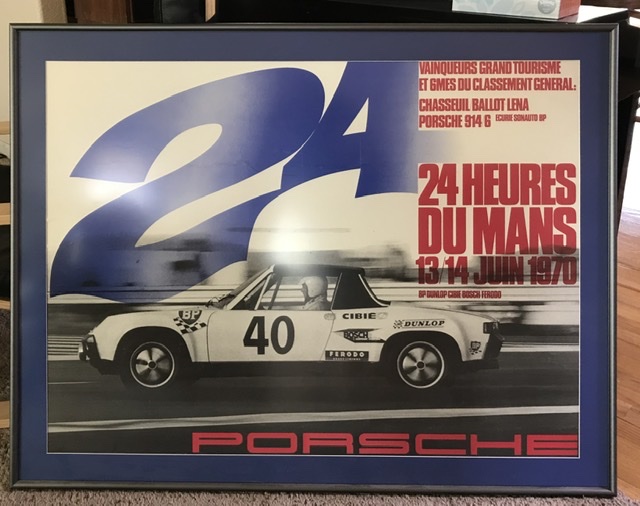 24
VAINQUEURS GRAND TOURISME
ET 6MES DU CLASSEMENT GENERAL:
CHASSEUIL BALLOT LENA
PORSCHE 914 6 ECURIE SONAUTO BP
24 HEURES
DU MANS
13/14 JUIN 1970
BP DUNLOP CIBIE BOSCH FERODO
BP
40
CIBIE
DUNLOP
BOSCH
FERODO
PORSCHE